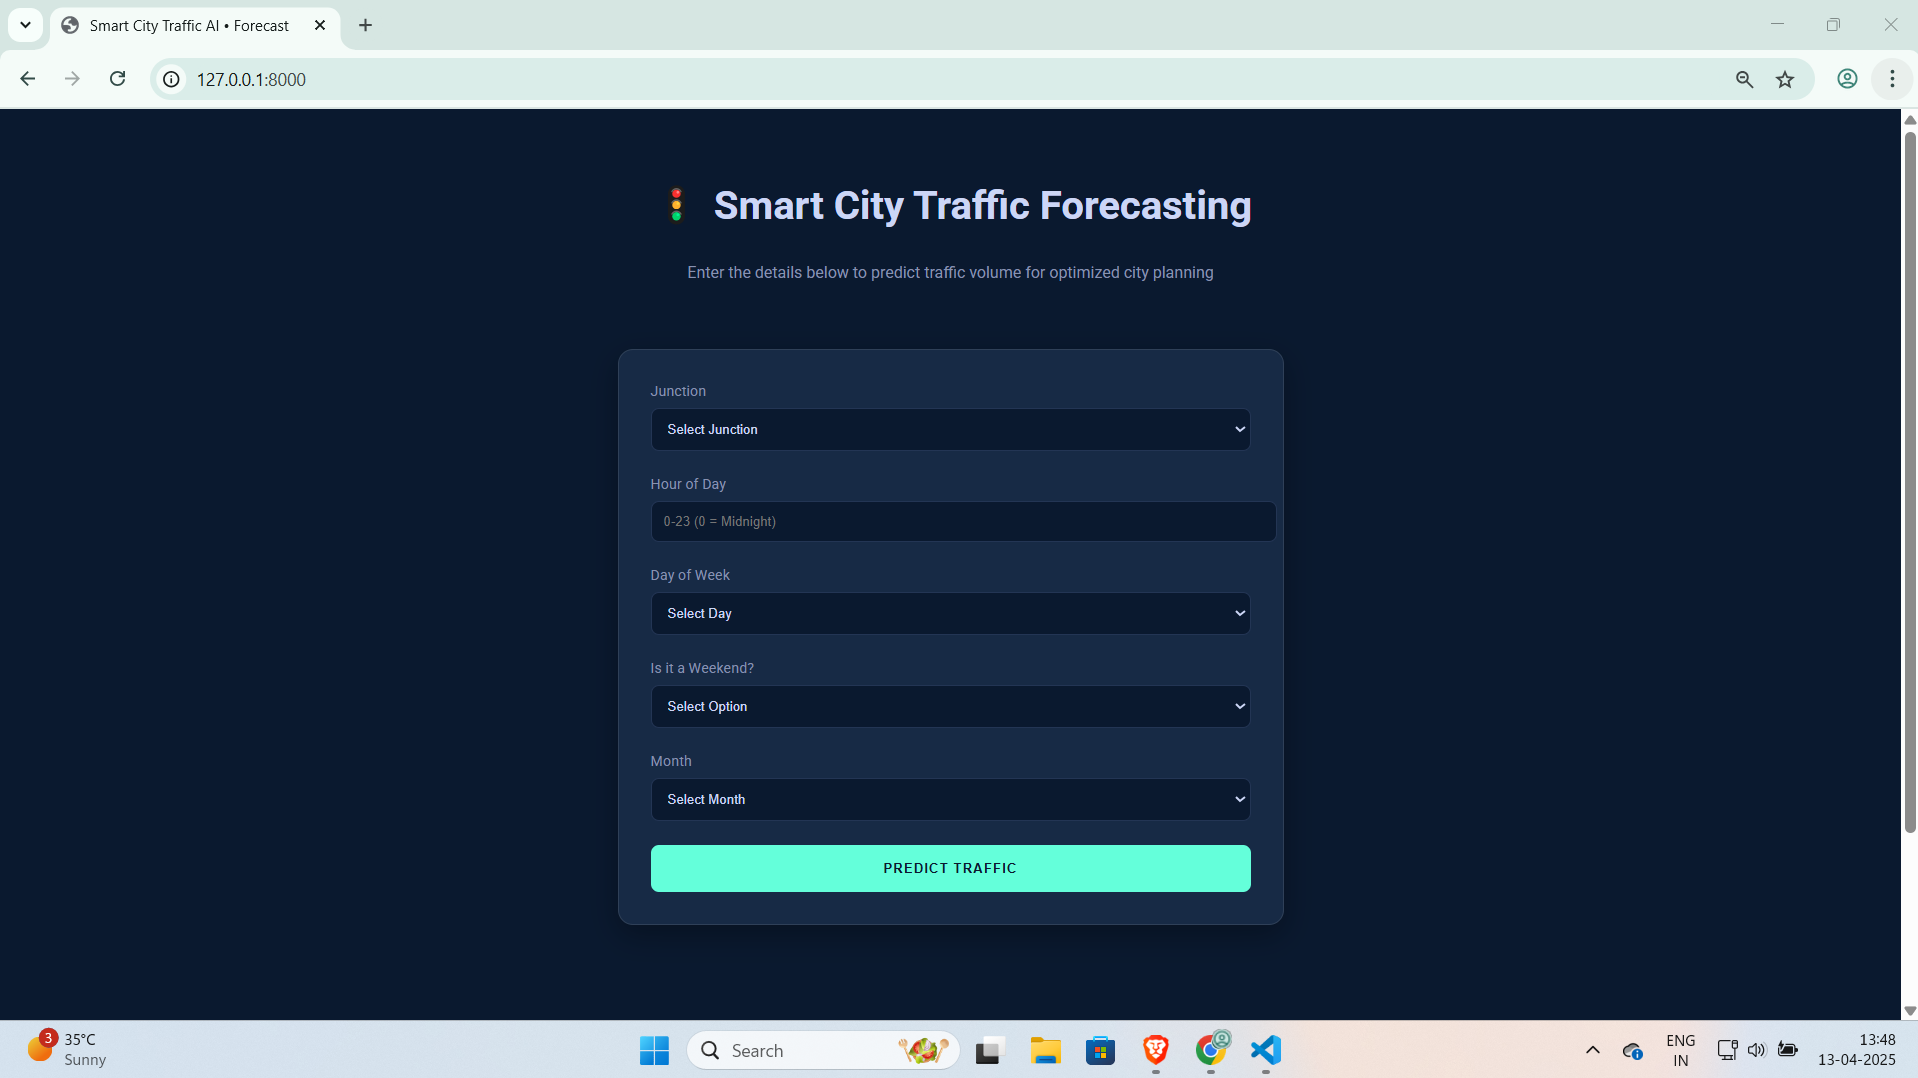 Smart City Traffic AI • Forecast
127.0.0.1:8000
Smart City Traffic Forecasting
Enter the details below to predict traffic volume for optimized city planning
Junction
Select Junction
Hour of Day
0-23 (0 = Midnight)
Day of Week
Select Day
Is it a Weekend?
Select Option
Month
Select Month
PREDICT TRAFFIC
3
35°C
Sunny
Search
ENG
IN
13:48
13-04-2025